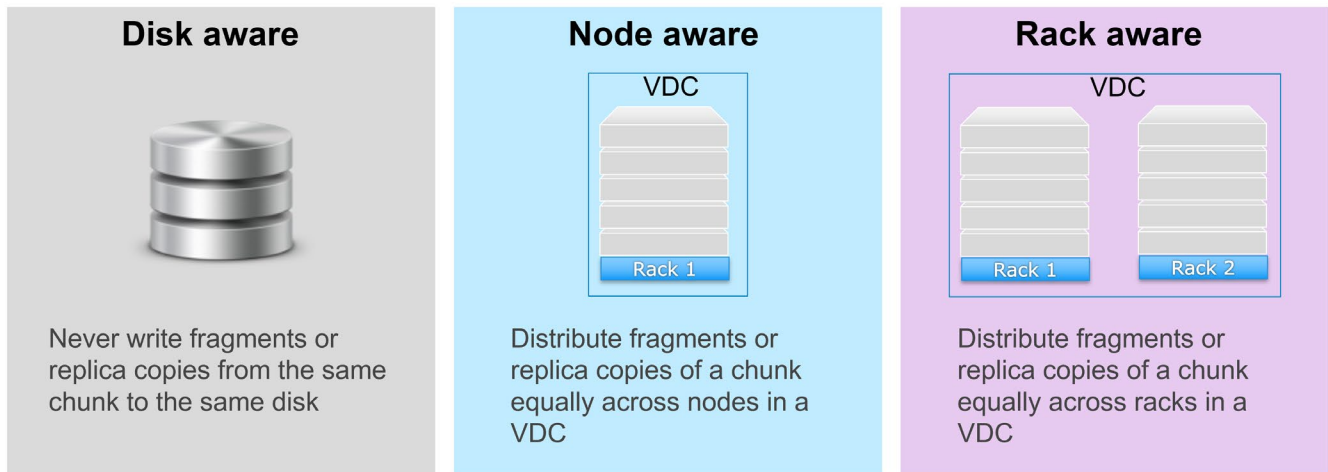 Disk aware
Never write fragments or
replica copies from the same
chunk to the same disk
Node aware
VDC
Rack 1
Distribute fragments or
replica copies of a chunk
equally across nodes in a
VDC
Rack aware
VDC
Rack 1
Rack 2
Distribute fragments or
replica copies of a chunk
equally across racks in a
VDC